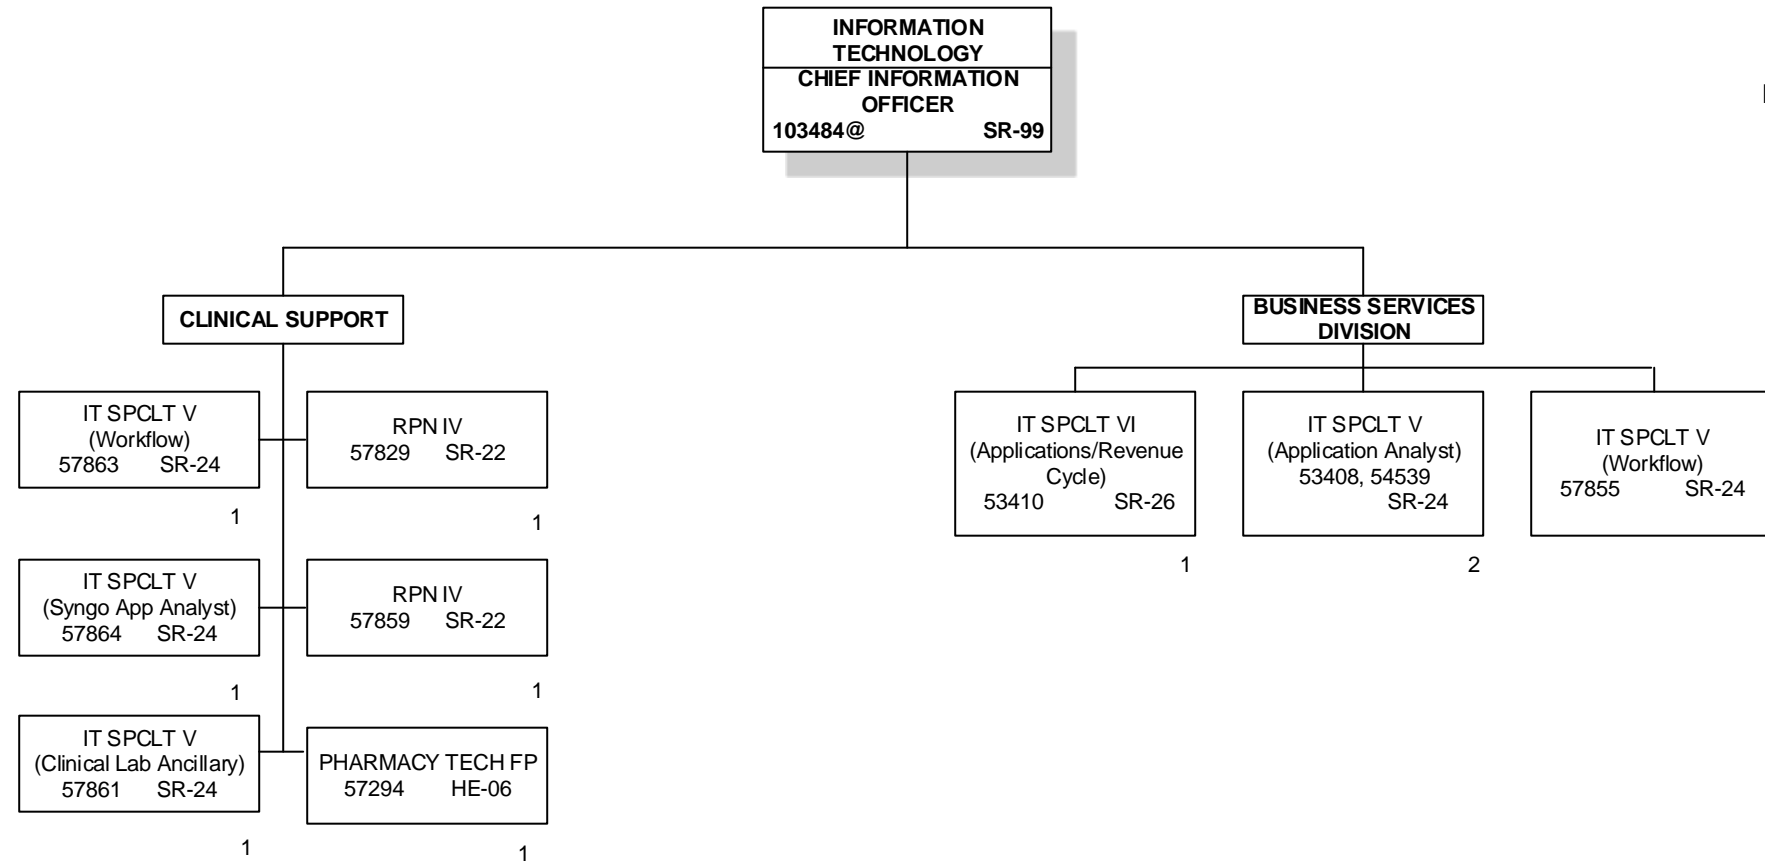 INFORMATION
TECHNOLOGY
CHIEF INFORMATION
OFFICER
103484@ SR-99
CLINICAL SUPPORT
IT SPCLT V
(Workflow)
57863 SR-24
1
RPN IV
57829 SR-22
1
IT SPCLT V
(Syngo App Analyst)
57864 SR-24
1
RPN IV
57859 SR-22
1
IT SPCLT V
(Clinical Lab Ancillary)
57861 SR-24
1
PHARMACY TECH FP
57294 HE-06
1
BUSINESS SERVICES
DIVISION
IT SPCLT VI
(Applications/Revenue
Cycle)
53410 SR-26
1
IT SPCLT V
(Application Analyst)
53408, 54539
SR-24
2
IT SPCLT V
(Workflow)
57855 SR-24